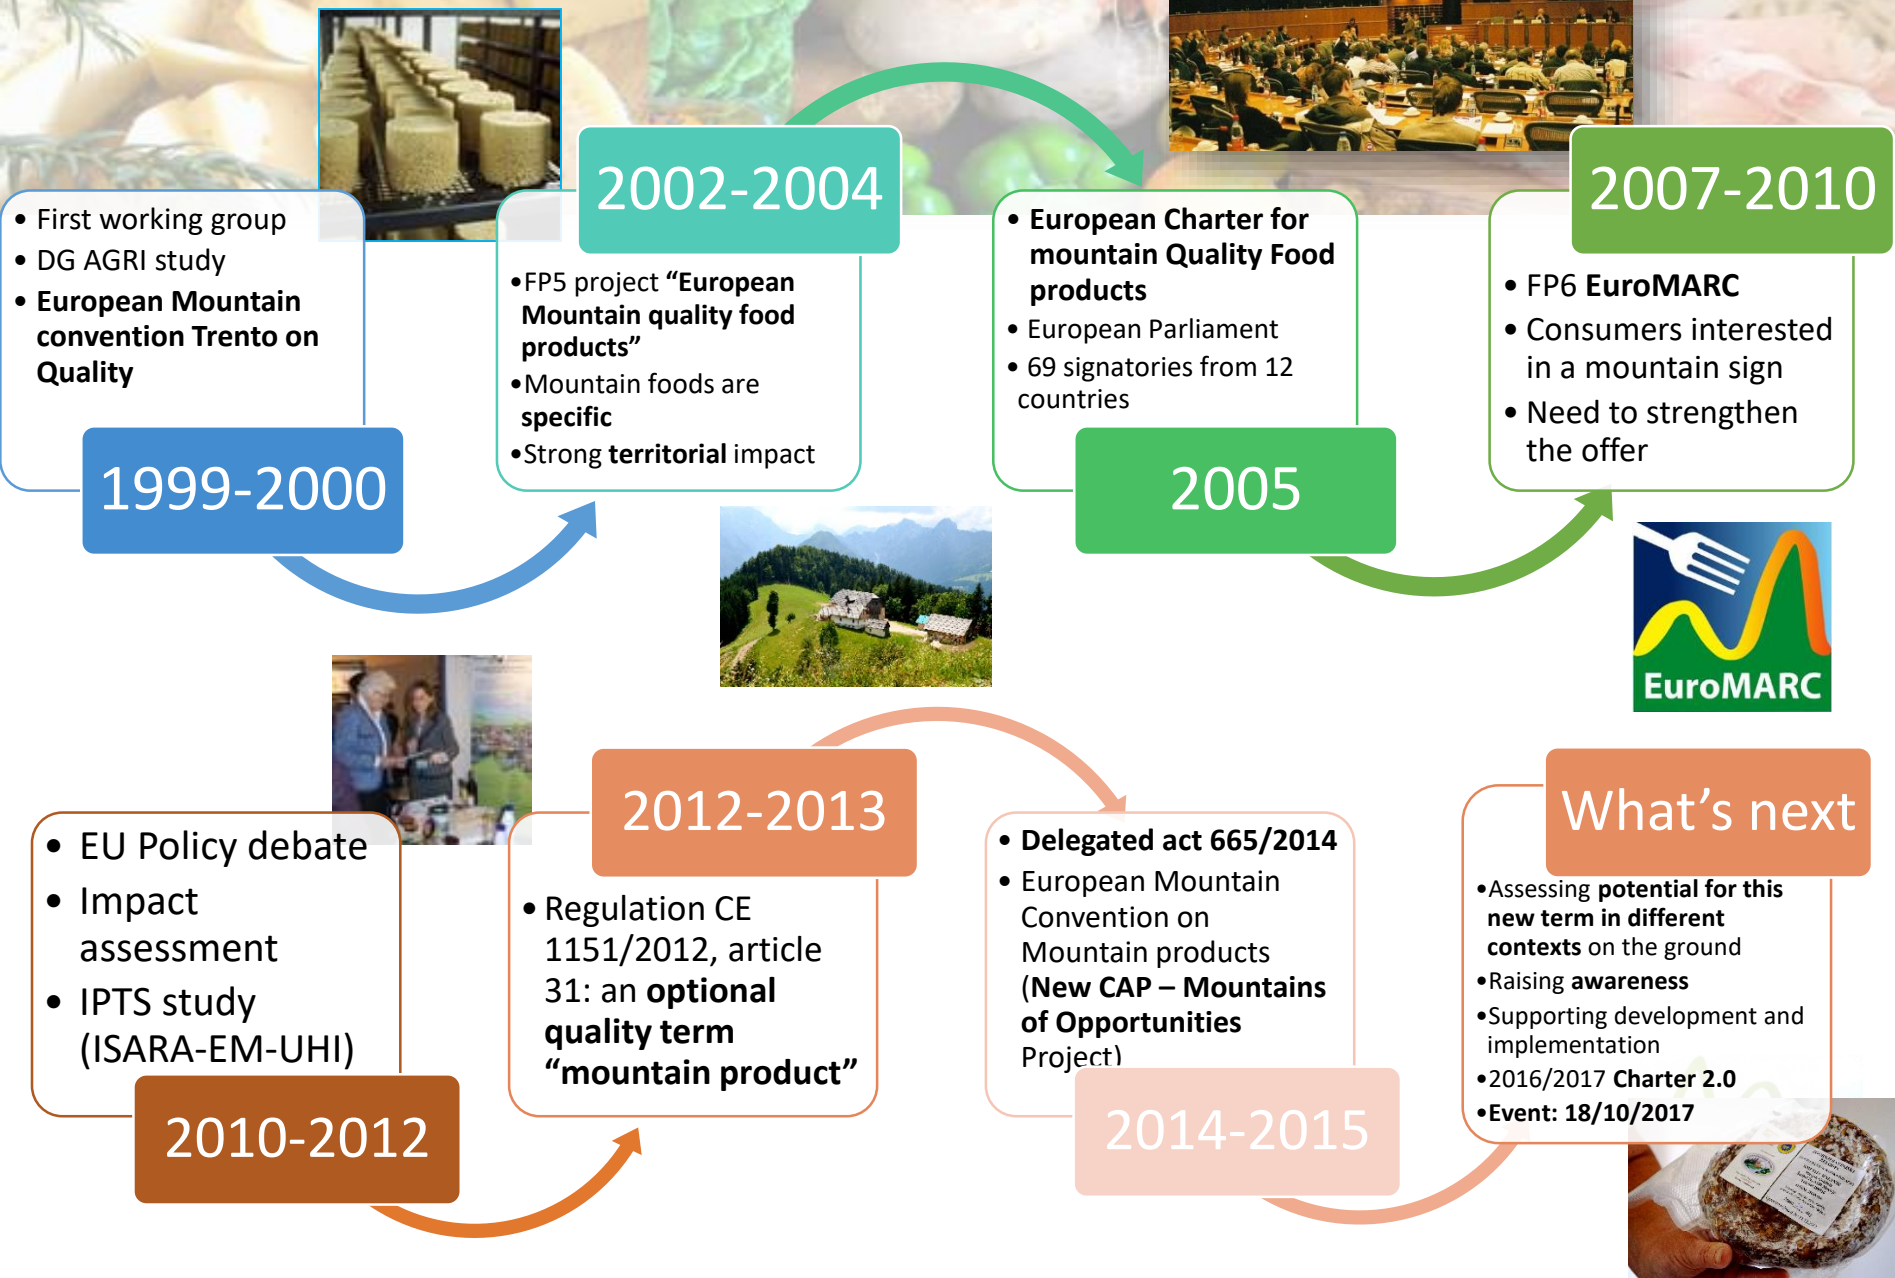 • First working group
• DG AGRI study
• European Mountain
convention Trento on
Quality
1999-2000
2002-2004
•FP5 project “European
Mountain quality food
products”
•Mountain foods are
specific
•Strong territorial impact
• European Charter for
mountain Quality Food
products
• European Parliament
• 69 signatories from 12
countries
2005
2007-2010
• FP6 EuroMARC
• Consumers interested
in a mountain sign
• Need to strengthen
the offer
EuroMARC
• EU Policy debate
• Impact
assessment
• IPTS study
(ISARA-EM-UHI)
2010-2012
2012-2013
• Regulation CE
1151/2012, article
31: an optional
quality term
“mountain product”
• Delegated act 665/2014
• European Mountain
Convention on
Mountain products
(New CAP – Mountains
of Opportunities
Project)
2014-2015
What’s next
•Assessing potential for this
new term in different
contexts on the ground
•Raising awareness
•Supporting development and
implementation
•2016/2017 Charter 2.0
•Event: 18/10/2017